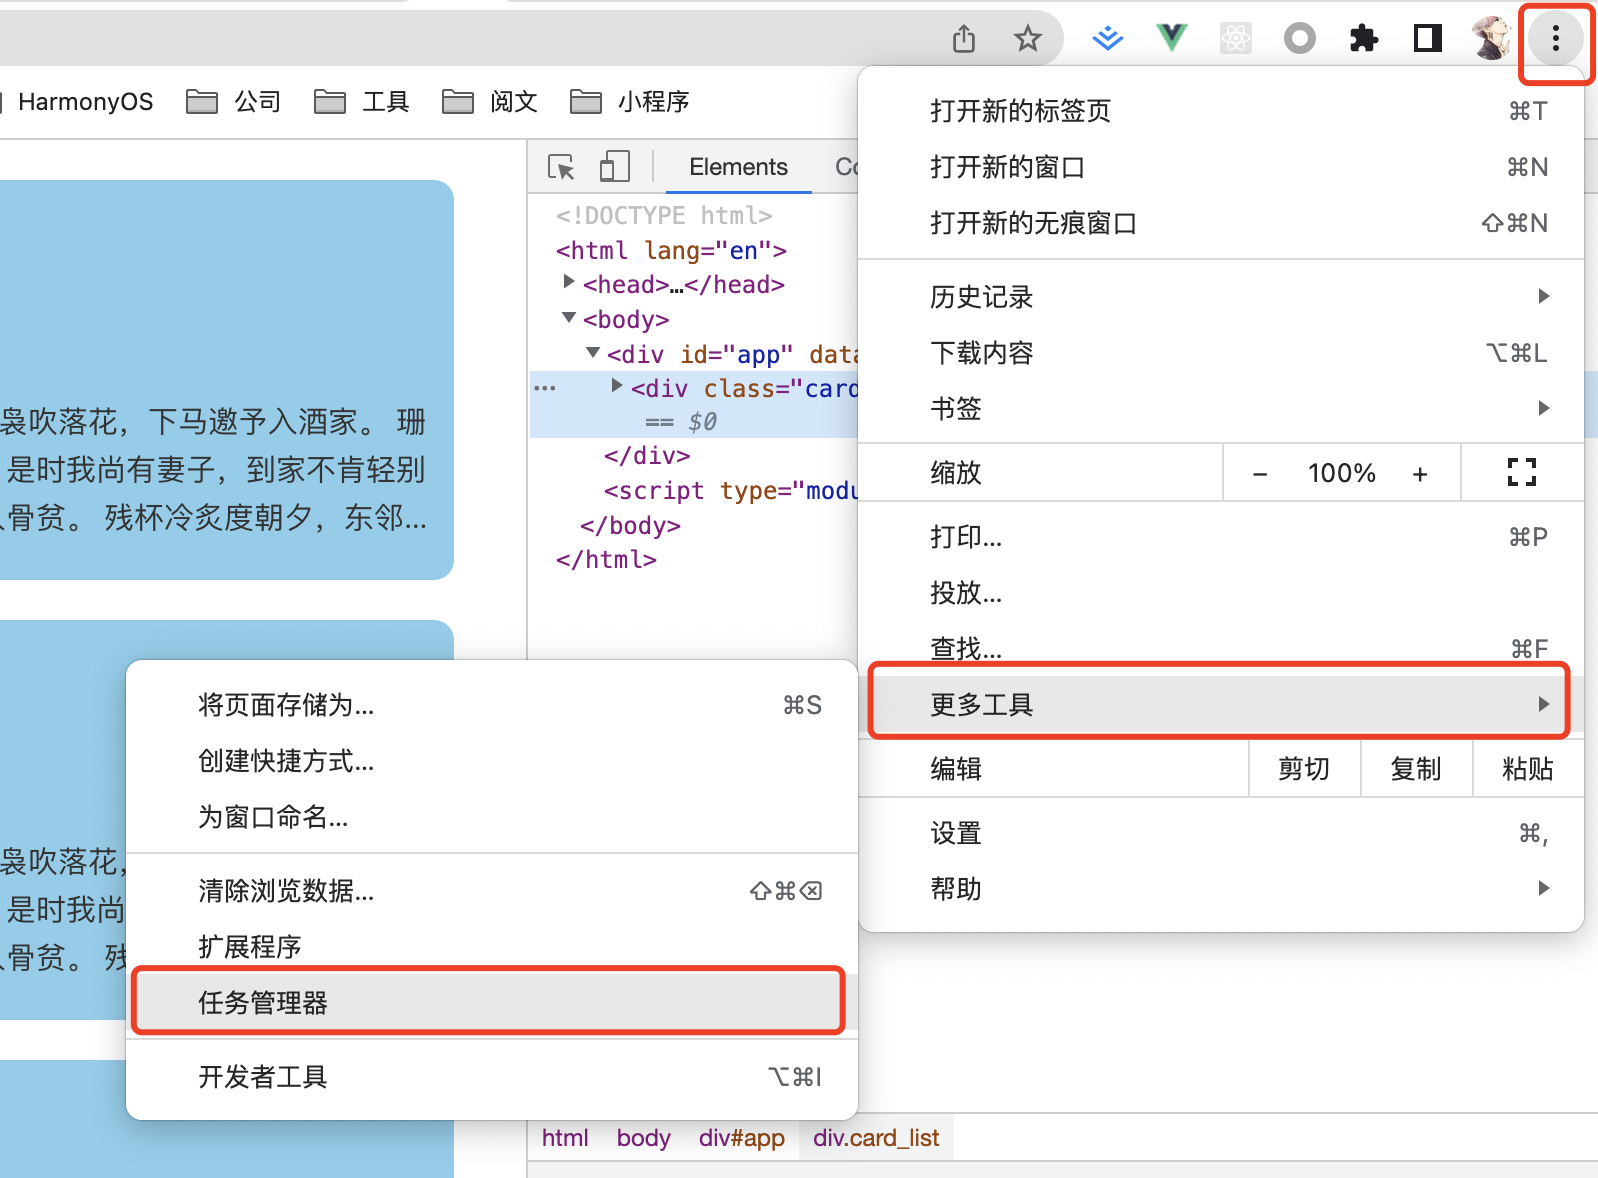 HarmonyOS 公司 工具 阅文 小程序
Elements
<!DOCTYPE html>
<html lang="en">
<head>…</head>
<body>
<div id="app" data
<div class="card
== $0
</div>
<script type="modu
</body>
</html>
袅吹落花，下马邀予入酒家。 珊
是时我尚有妻子，到家不肯轻别
骨贫。 残杯冷炙度朝夕，东邻...
袅吹落花，
是时我尚
骨贫。 残
打开新的标签页 ⌘T
打开新的窗口 ⌘N
打开新的无痕窗口 ⇧⌘N
历史记录
下载内容 ⌥⌘L
书签
缩放 − 100% +
打印... ⌘P
投放...
查找... ⌘F
更多工具
编辑 剪切 复制 粘贴
设置 ⌘,
帮助
将页面存储为... ⌘S
创建快捷方式...
为窗口命名...
清除浏览数据... ⇧⌘⌫
扩展程序
任务管理器
开发者工具 ⌥⌘I
html body div#app div.card_list